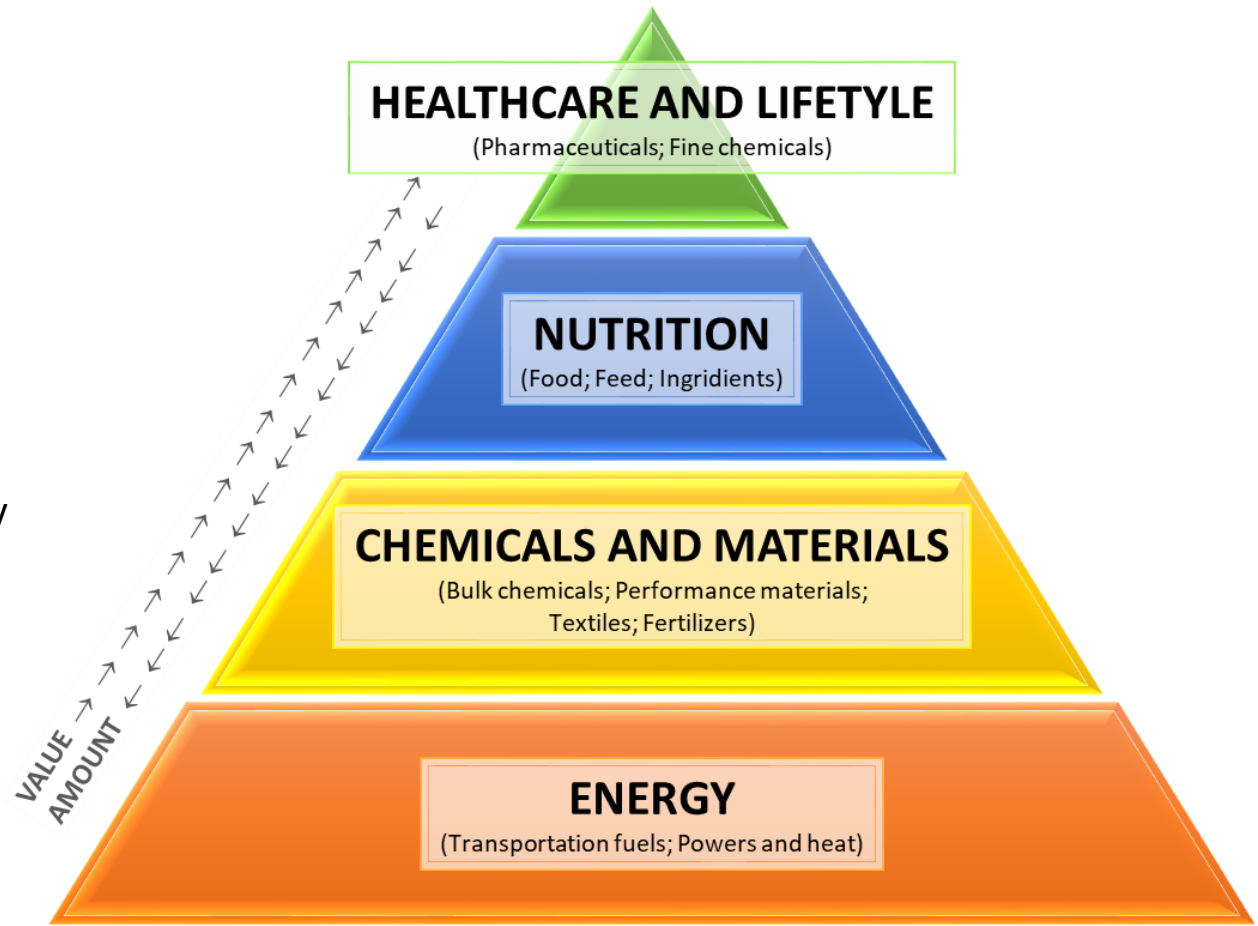 HEALTHCARE AND LIFETYLE
(Pharmaceuticals; Fine chemicals)
NUTRITION
(Food; Feed; Ingridients)
CHEMICALS AND MATERIALS
(Bulk chemicals; Performance materials;
Textiles; Fertilizers)
VALUE → → → → → → → → → → → → → → → → → →
AMOUNT ← ← ← ← ← ← ← ← ← ← ← ← ← ← ← ← ←
ENERGY
(Transportation fuels; Powers and heat)